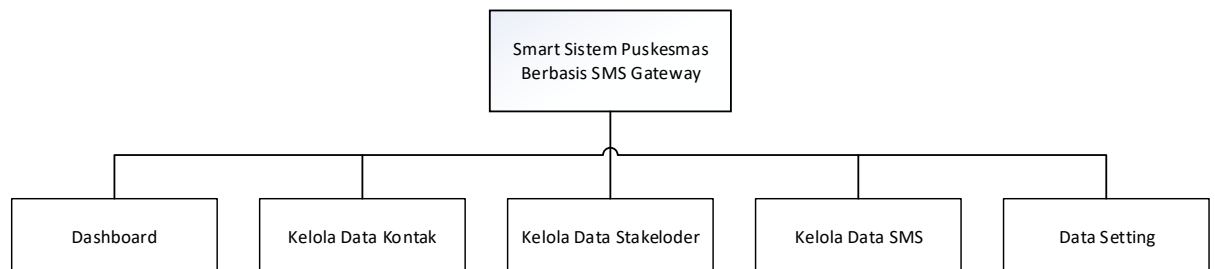 Smart Sistem Puskesmas
Berbasis SMS Gateway
Dashboard
Kelola Data Kontak
Kelola Data Stakeloder
Kelola Data SMS
Data Setting